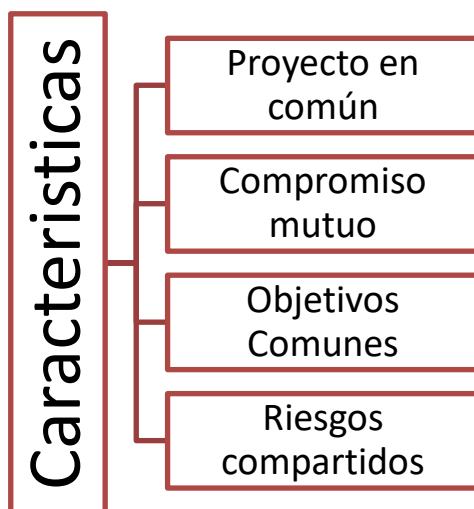 Caracteristicas
Proyecto en
común
Compromiso
mutuo
Objetivos
Comunes
Riesgos
compartidos